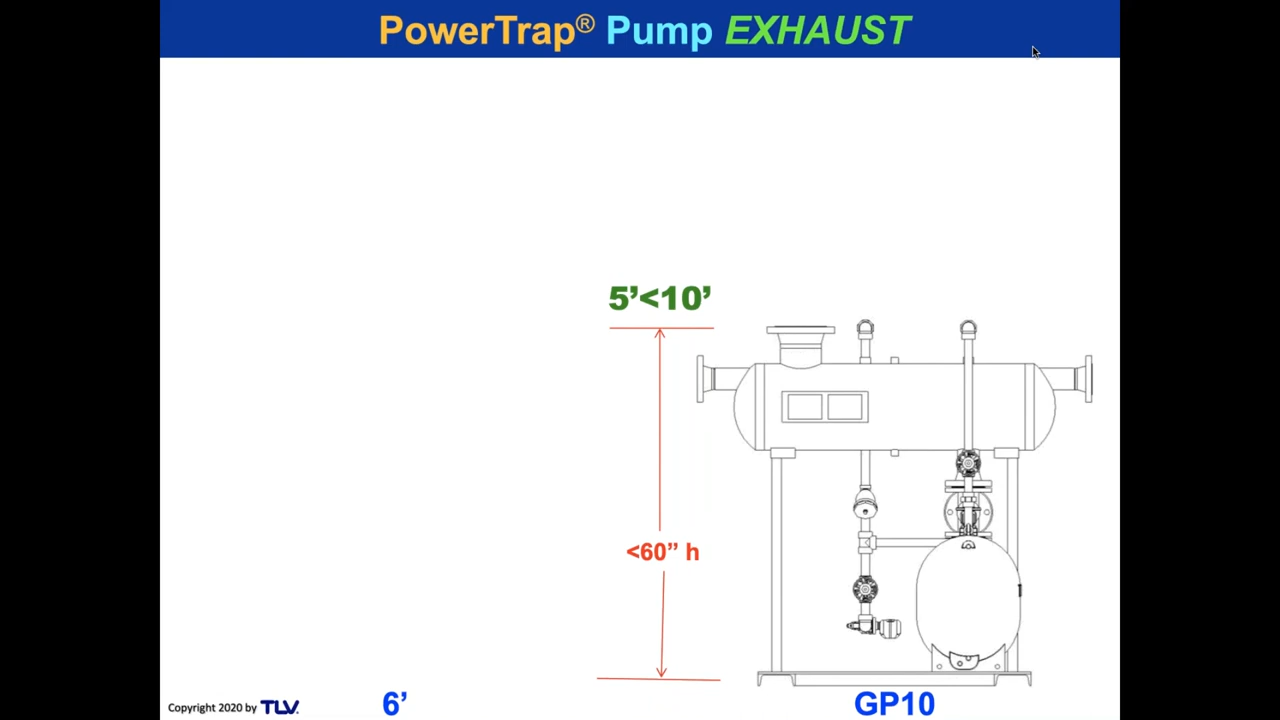 PowerTrap® Pump EXHAUST
5’<10’
<60” h
Copyright 2020 by TLV.
6’
GP10